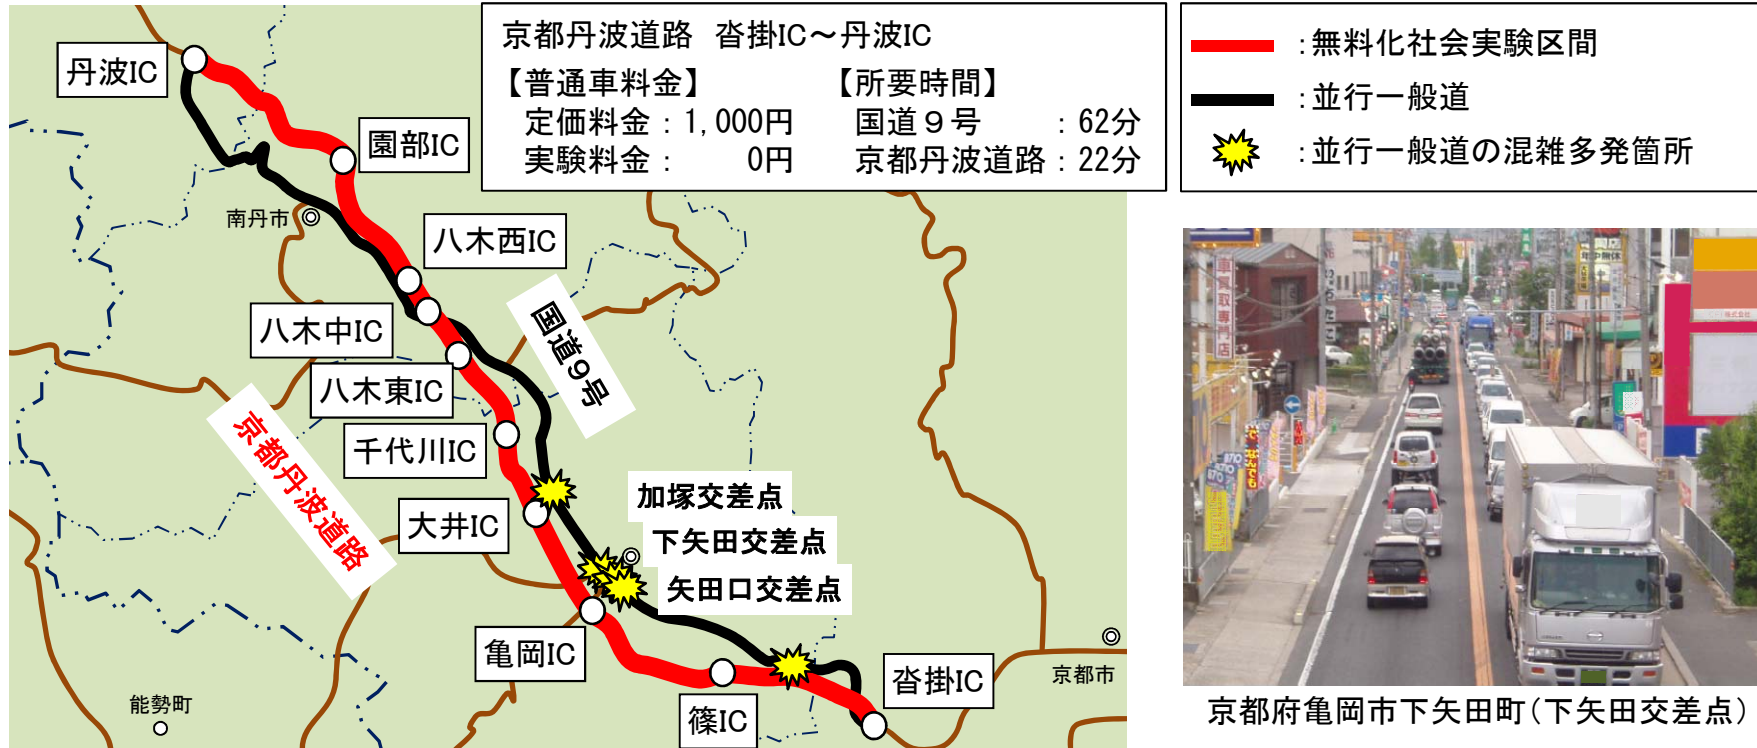 京都丹波道路 沓掛IC～丹波IC
【普通車料金】 【所要時間】
定価料金：1,000円 国道９号 ：62分
実験料金： 0円 京都丹波道路：22分
：無料化社会実験区間
：並行一般道
：並行一般道の混雑多発箇所
丹波IC
園部IC
南丹市
八木西IC
八木中IC
八木東IC
国道9号
千代川IC
京都丹波道路
大井IC
加塚交差点
下矢田交差点
矢田口交差点
亀岡IC
篠IC
沓掛IC
京都市
能勢町
車買取専門店
京都府亀岡市下矢田町（下矢田交差点）